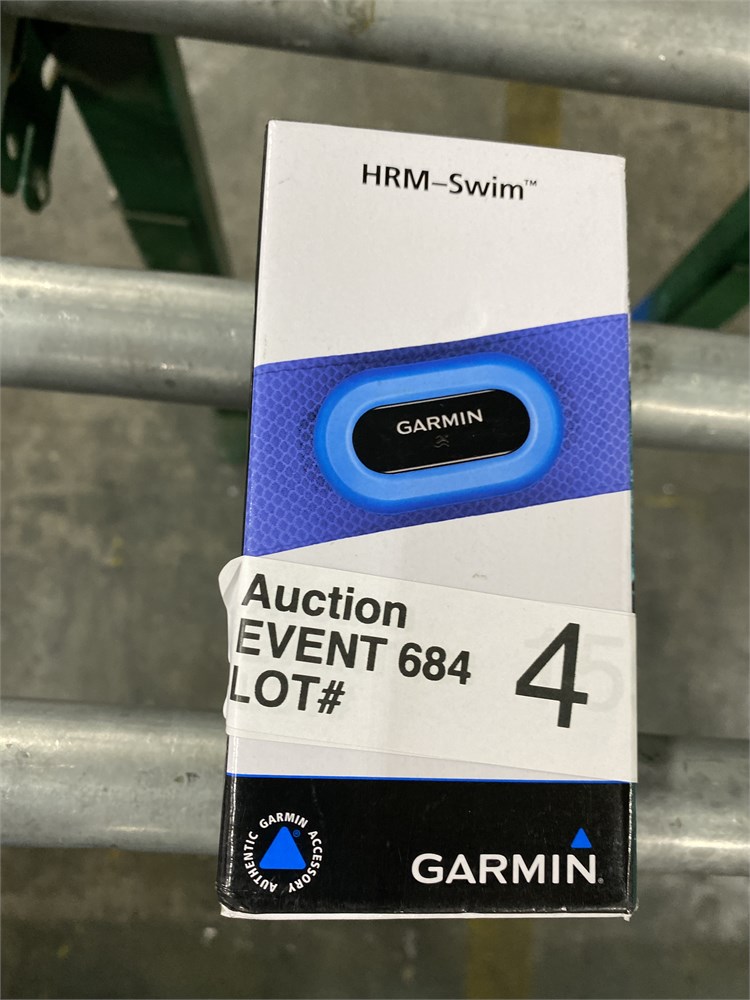 HRM–Swim™
GARMIN
Auction
EVENT 684
LOT#
4
AUTHENTIC GARMIN ACCESSORY
®
GARMIN®